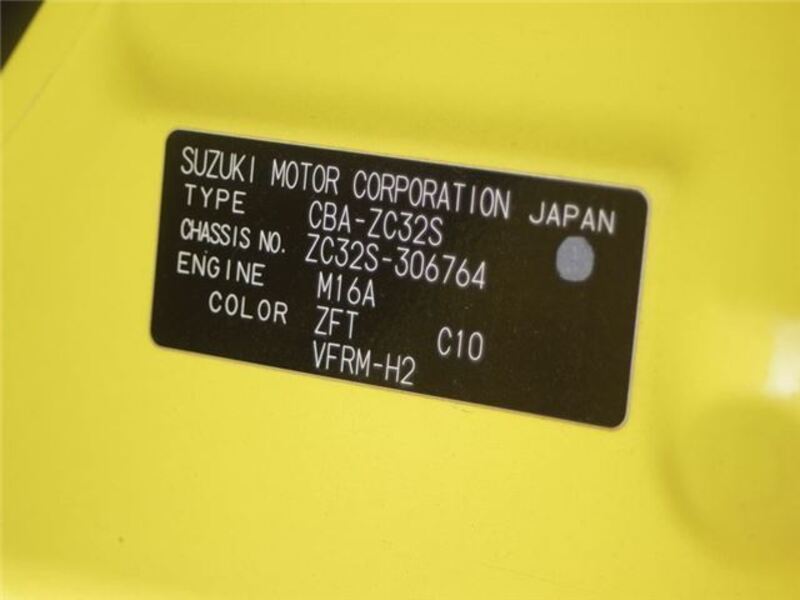 SUZUKI MOTOR CORPORATION JAPAN
TYPE CBA-ZC32S
CHASSIS NO. ZC32S-306764
ENGINE M16A
COLOR ZFT C10
VFRM-H2